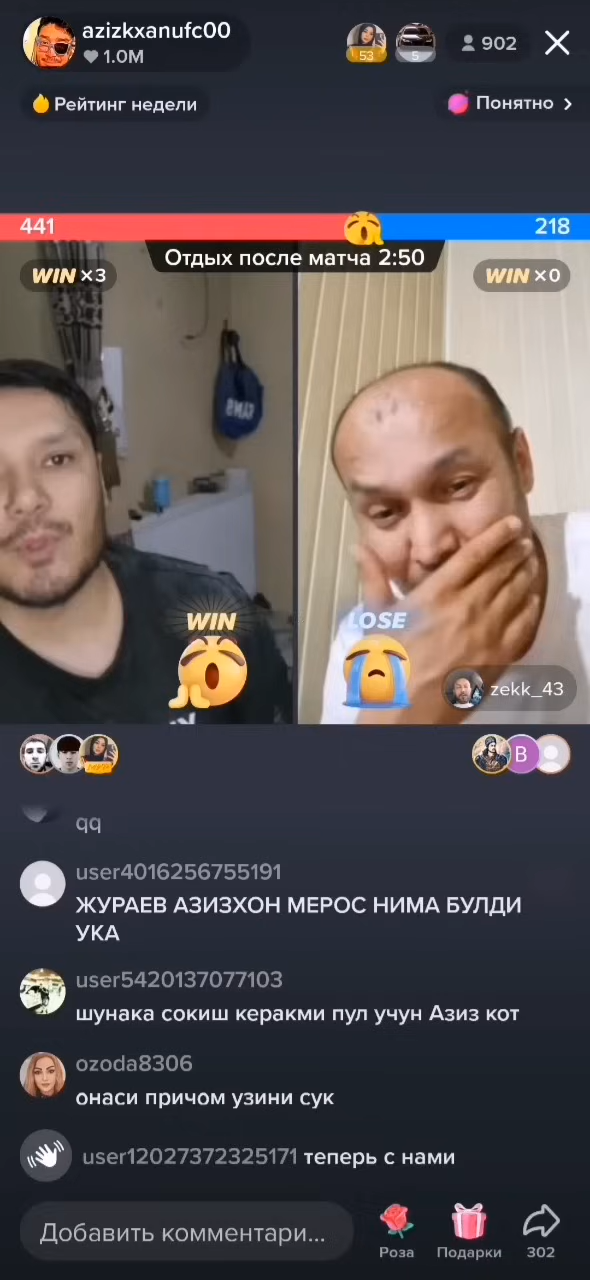 azizkxanufc00
1.0M
53
5
902
Рейтинг недели
Понятно
441
218
Отдых после матча 2:50
WIN ×3
WIN ×0
WIN
LOSE
zekk_43
B
qq
user4016256755191
ЖУРАЕВ АЗИЗХОН МЕРОС НИМА БУЛДИ
УКА
user5420137077103
шунака сокиш керакми пул учун Азиз кот
ozoda8306
онаси причом узини сук
user12027372325171 теперь с нами
Добавить комментари...
Роза
Подарки
302